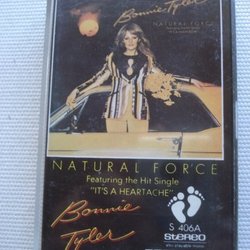 Bonnie Tyler
NATURAL FORCE
NATURAL FORCE
Featuring the Hit Single
"IT'S A HEARTACHE"
Bonnie
Tyler
S 406A
STEREO